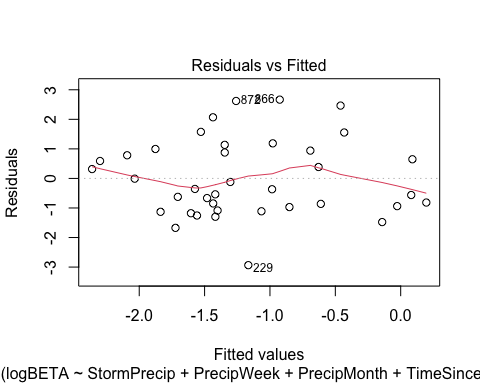 Residuals vs Fitted
Residuals
3
2
1
0
-1
-2
-3
872
866
229
-2.0 -1.5 -1.0 -0.5 0.0
Fitted values
(logBETA ~ StormPrecip + PrecipWeek + PrecipMonth + TimeSince